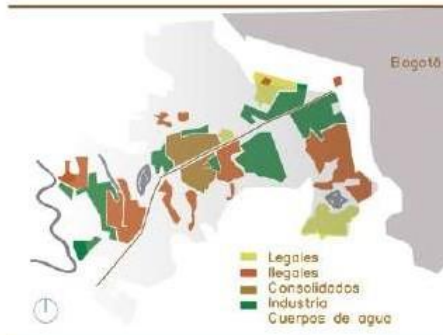 Bogotá
Legales
Ilegales
Consolidados
Industria
Cuerpos de agua